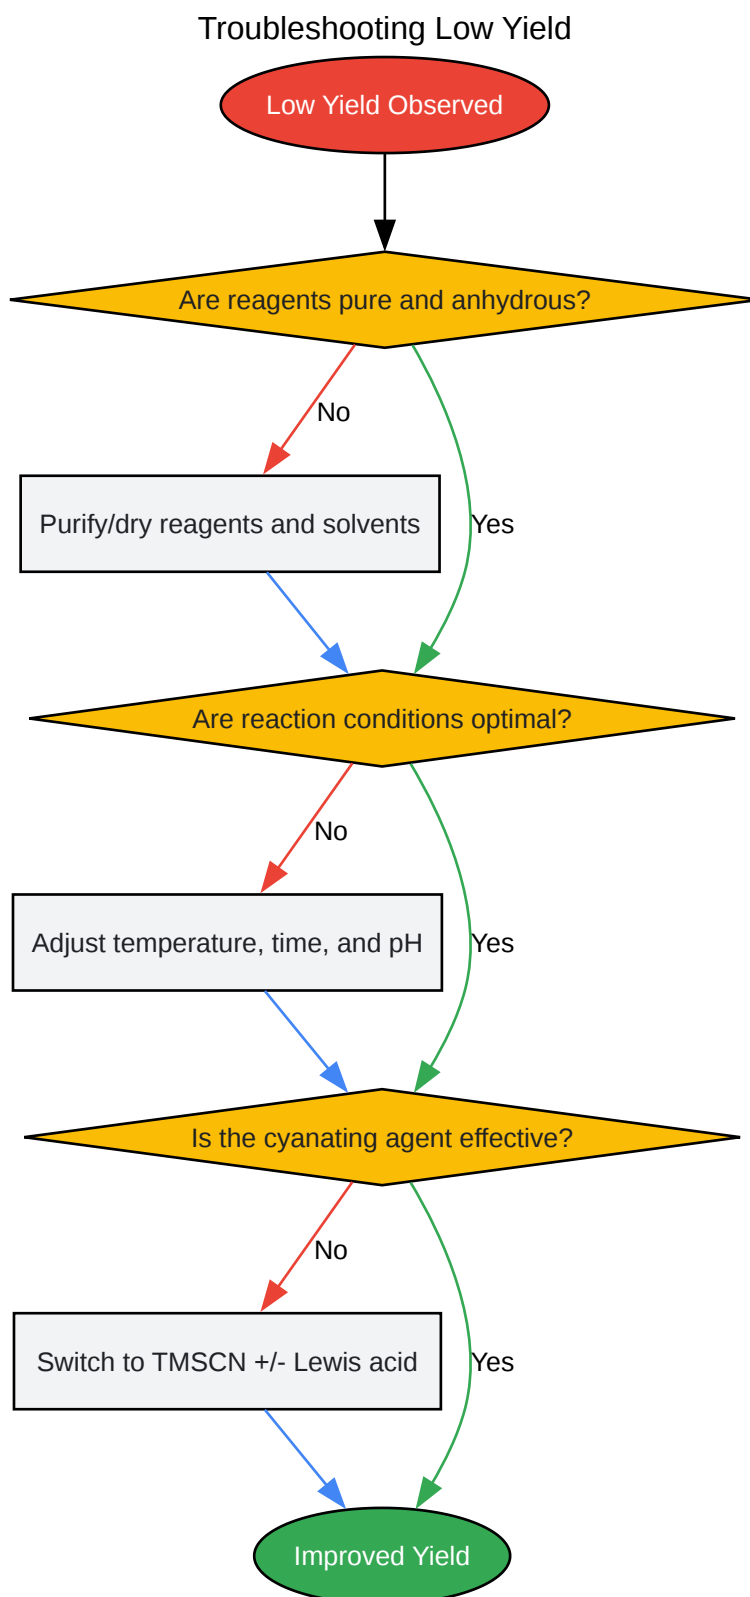 Troubleshooting Low Yield
Low Yield Observed
Are reagents pure and anhydrous?
No
Purify/dry reagents and solvents
Yes
Are reaction conditions optimal?
No
Adjust temperature, time, and pH
Yes
Is the cyanating agent effective?
No
Switch to TMSCN +/- Lewis acid
Yes
Improved Yield